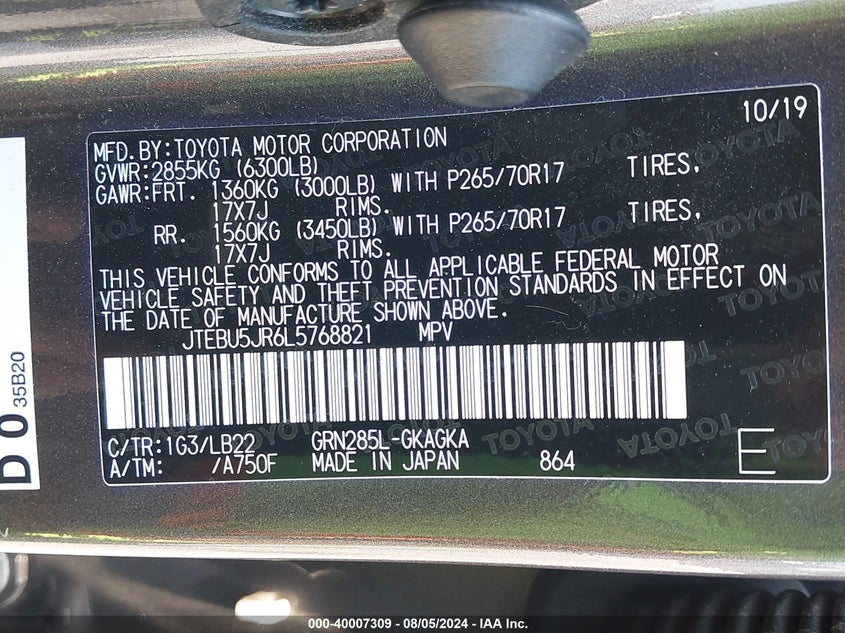 10/19
MFD.BY:TOYOTA MOTOR CORPORATION
GVWR:2855KG (6300LB)
GAWR:FRT. 1360KG (3000LB) WITH P265/70R17 TIRES,
17X7J RIMS.
RR. 1560KG (3450LB) WITH P265/70R17 TIRES,
17X7J RIMS.
THIS VEHICLE CONFORMS TO ALL APPLICABLE FEDERAL MOTOR
VEHICLE SAFETY AND THEFT PREVENTION STANDARDS IN EFFECT ON
THE DATE OF MANUFACTURE SHOWN ABOVE.
JTEBU5JR6L5768821 MPV
C/TR:1G3/LB22 GRN285L-GKAGKA
A/TM: /A750F MADE IN JAPAN 864 E
D 0
35B20
TOYOTA
000-40007309 - 08/05/2024 - IAA Inc.